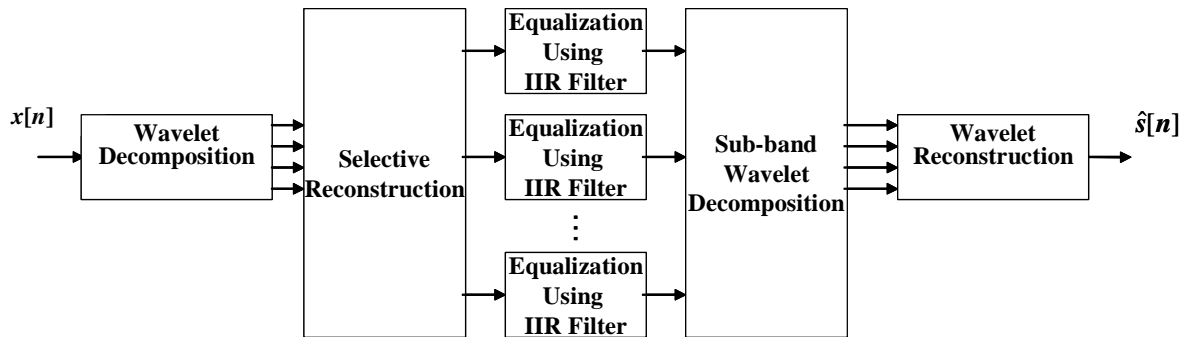 x[n]
Wavelet
Decomposition
Selective
Reconstruction
Equalization
Using
IIR Filter
Equalization
Using
IIR Filter
⋮
Equalization
Using
IIR Filter
Sub-band
Wavelet
Decomposition
Wavelet
Reconstruction
ŝ[n]